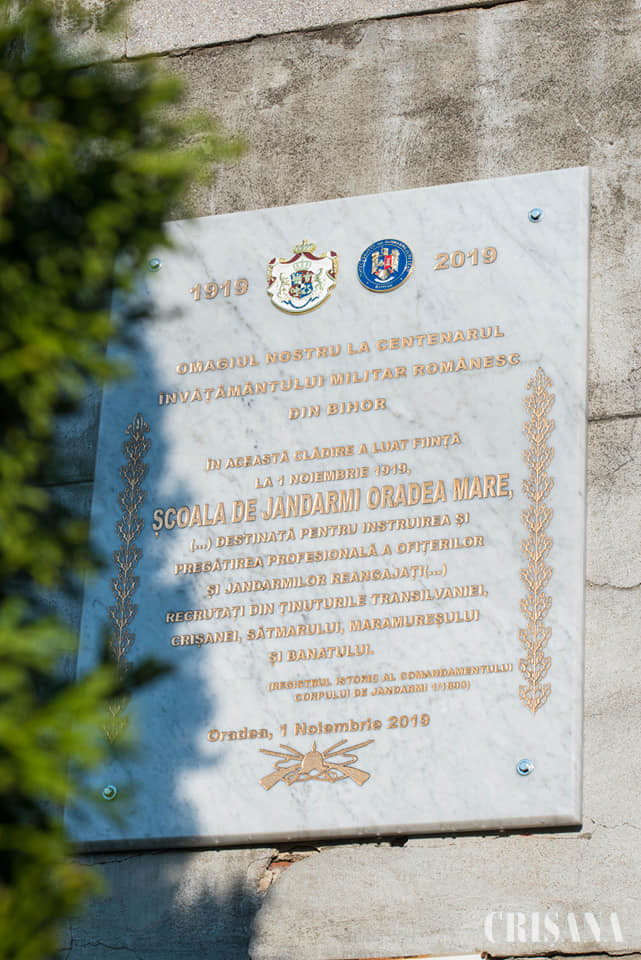 1919 2019
OMAGIUL NOSTRU LA CENTENARUL
ÎNVĂȚĂMÂNTULUI MILITAR ROMÂNESC
DIN BIHOR
ÎN ACEASTĂ CLĂDIRE A LUAT FIINȚĂ
LA 1 NOIEMBRIE 1919,
ȘCOALA DE JANDARMI ORADEA MARE,
(...) DESTINATĂ PENTRU INSTRUIREA ȘI
PREGĂTIREA PROFESIONALĂ A OFIȚERILOR
ȘI JANDARMILOR REANGAJAȚI(...)
RECRUTAȚI DIN ȚINUTURILE TRANSILVANIEI,
CRIȘANEI, SĂTMARULUI, MARAMUREȘULUI
ȘI BANATULUI.
(REGISTRUL ISTORIC AL COMANDAMENTULUI
CORPULUI DE JANDARMI
Oradea, 1 Noiembrie 2019
CRISANA